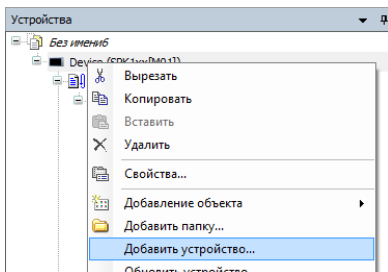 Устройства
Без имени6
Device (SPK1xx[M01])
Вырезать
Копировать
Вставить
Удалить
Свойства...
Добавление объекта
Добавить папку...
Добавить устройство...
Обновить устройство